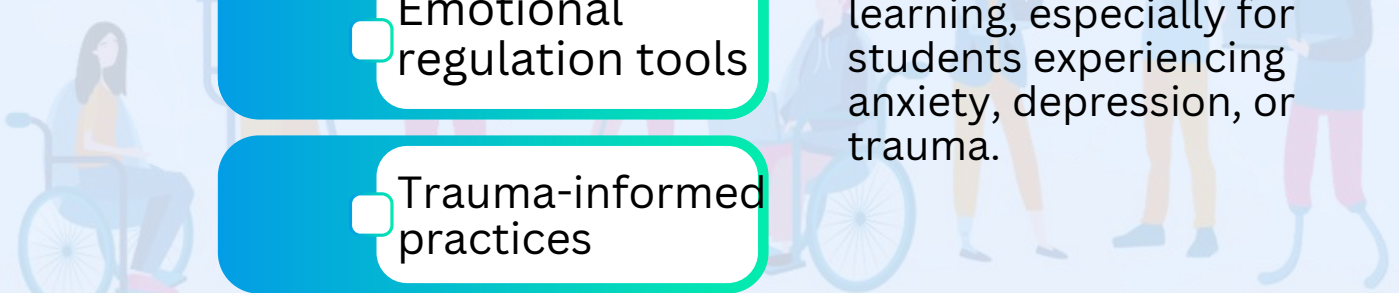 Emotional
regulation tools
Trauma-informed
practices
learning, especially for
students experiencing
anxiety, depression, or
trauma.